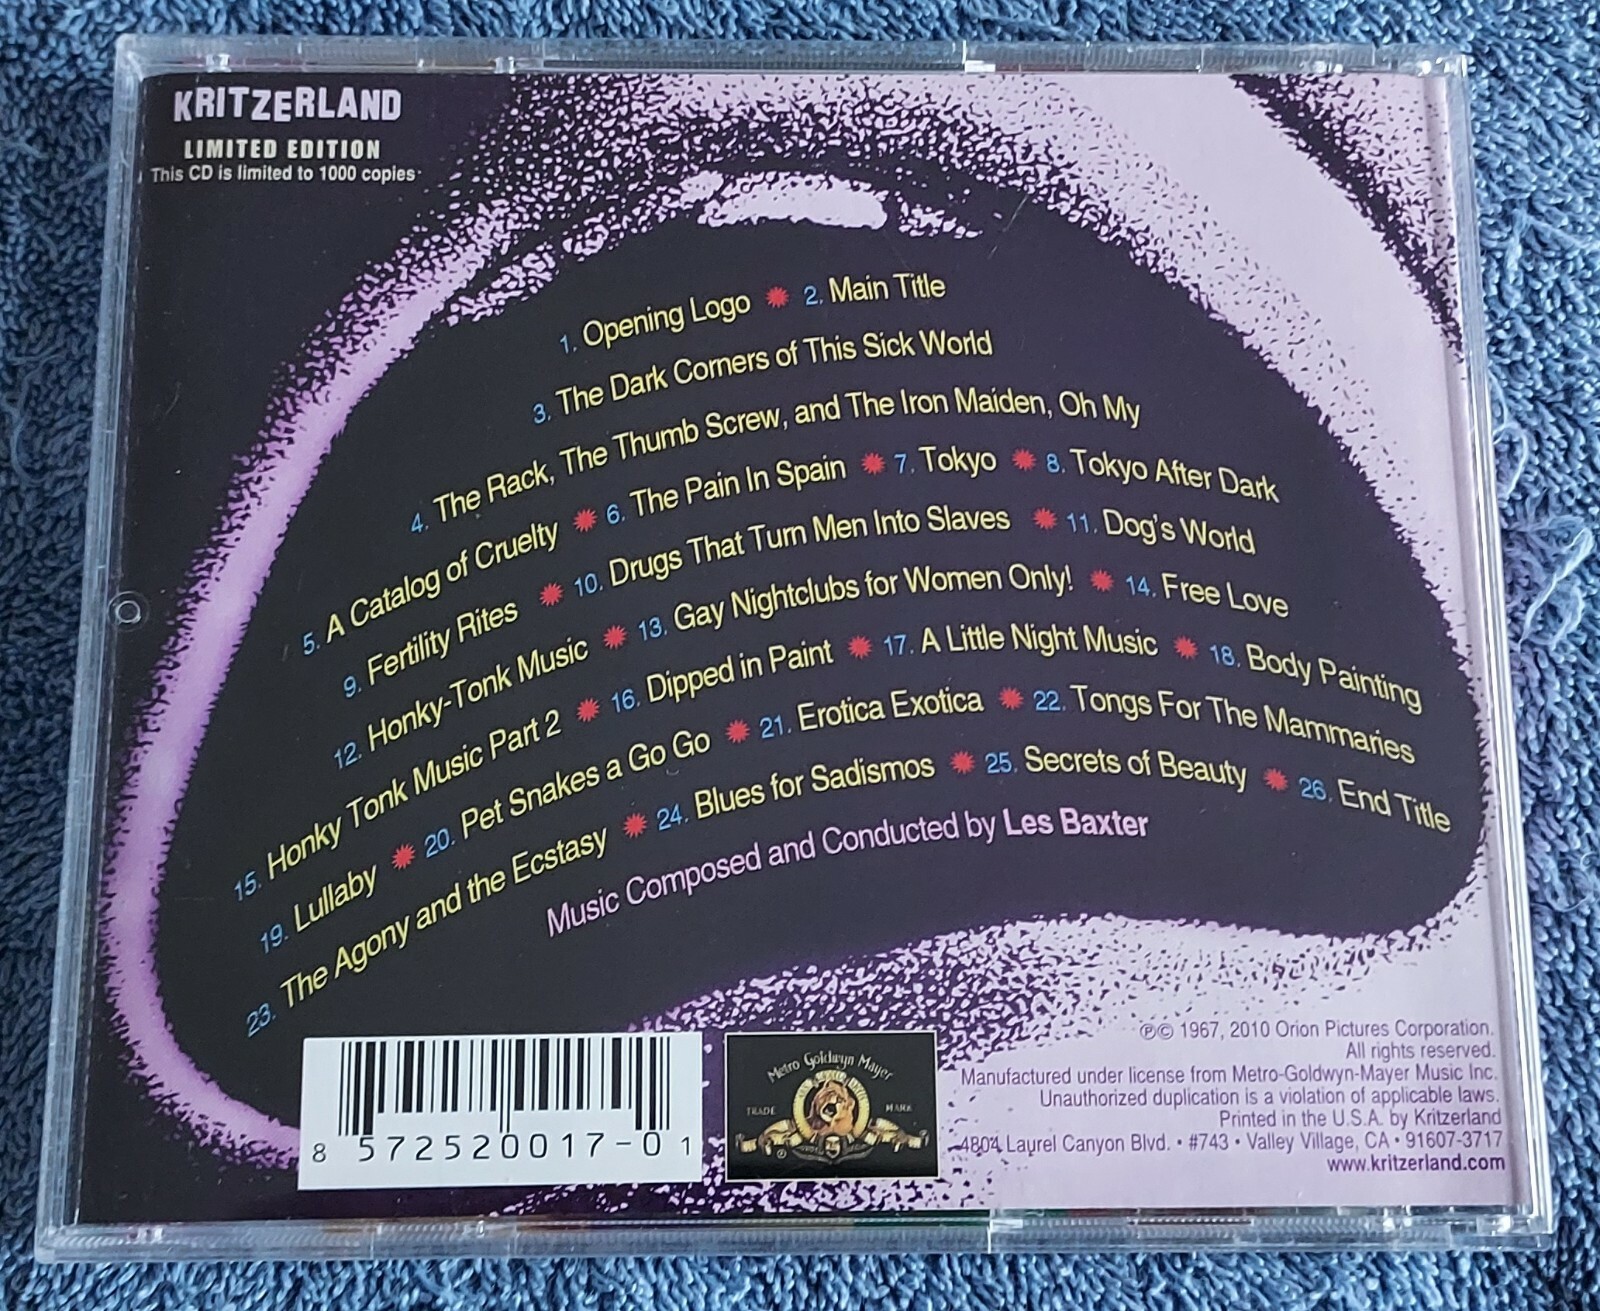 KRITZERLAND
LIMITED EDITION
This CD is limited to 1000 copies
1. Opening Logo 2. Main Title
3. The Dark Corners of This Sick World
4. The Rack, The Thumb Screw, and The Iron Maiden, Oh My
5. A Catalog of Cruelty 6. The Pain In Spain 7. Tokyo 8. Tokyo After Dark
9. Fertility Rites 10. Drugs That Turn Men Into Slaves 11. Dog's World
12. Honky-Tonk Music 13. Gay Nightclubs for Women Only! 14. Free Love
15. Honky Tonk Music Part 2 16. Dipped in Paint 17. A Little Night Music 18. Body Painting
19. Lullaby 20. Pet Snakes a Go Go 21. Erotica Exotica 22. Tongs For The Mammaries
23. The Agony and the Ecstasy 24. Blues for Sadismos 25. Secrets of Beauty 26. End Title
Music Composed and Conducted by Les Baxter
8 572520017-0 1
Metro Goldwyn Mayer
TRADE MARK
℗© 1967, 2010 Orion Pictures Corporation.
All rights reserved.
Manufactured under license from Metro-Goldwyn-Mayer Music Inc.
Unauthorized duplication is a violation of applicable laws.
Printed in the U.S.A. by Kritzerland
4804 Laurel Canyon Blvd. • #743 • Valley Village, CA • 91607-3717
www.kritzerland.com